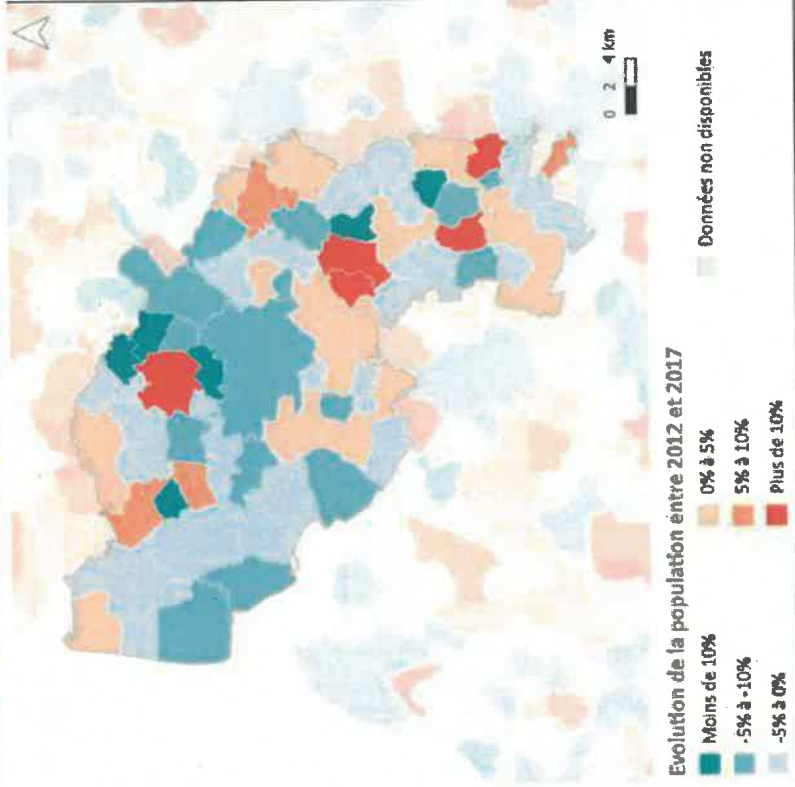 0 2 4 km
Evolution de la population entre 2012 et 2017
Moins de 10%
-5% à -10%
-5% à 0%
0% à 5%
5% à 10%
Plus de 10%
Données non disponibles